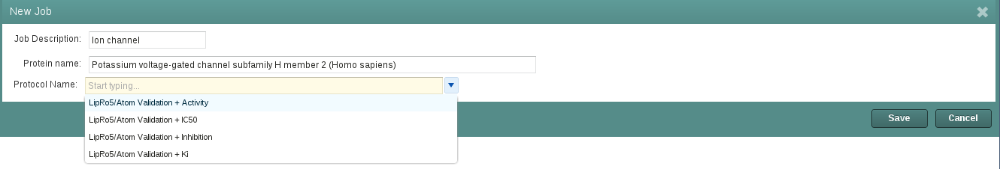 New Job
Job Description: Ion channel
Protein name: Potassium voltage-gated channel subfamily H member 2 (Homo sapiens)
Protocol Name: Start typing...
LipRo5/Atom Validation + Activity
LipRo5/Atom Validation + IC50
LipRo5/Atom Validation + Inhibition
LipRo5/Atom Validation + Ki
Save Cancel